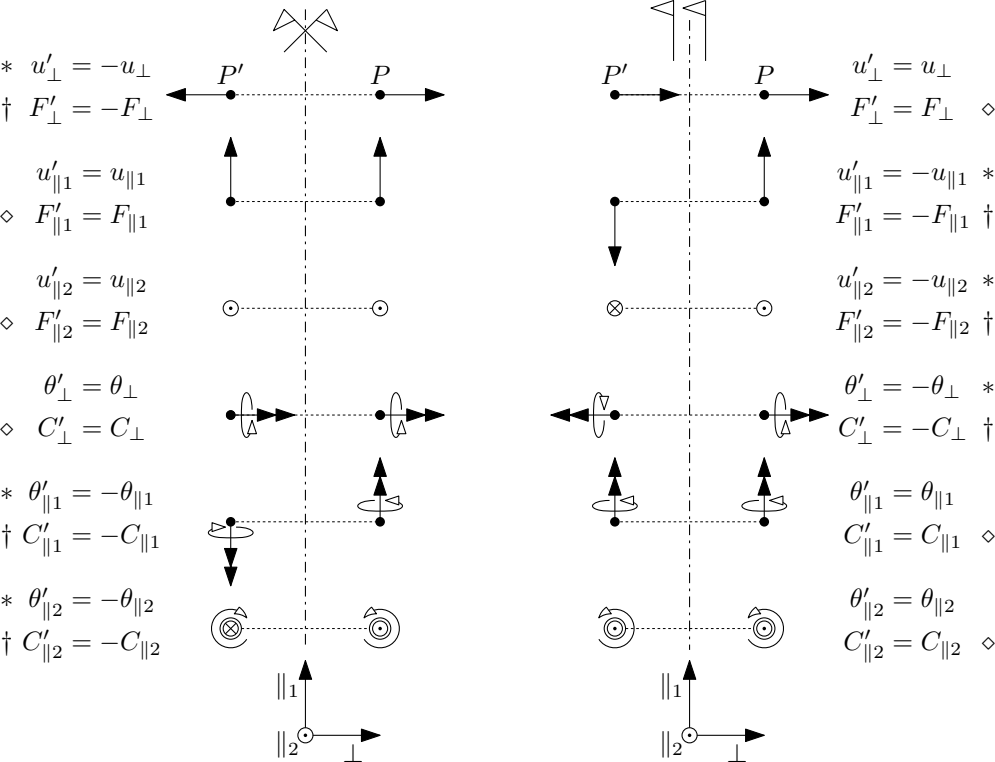 ∗ u′⊥ = −u⊥
† F′⊥ = −F⊥
P′ P
u′∥1 = u∥1
⋄ F′∥1 = F∥1
u′∥2 = u∥2
⋄ F′∥2 = F∥2
θ′⊥ = θ⊥
⋄ C′⊥ = C⊥
∗ θ′∥1 = −θ∥1
† C′∥1 = −C∥1
∗ θ′∥2 = −θ∥2
† C′∥2 = −C∥2
∥1
∥2
⊥
P′ P
u′⊥ = u⊥
F′⊥ = F⊥ ⋄
u′∥1 = −u∥1 ∗
F′∥1 = −F∥1 †
u′∥2 = −u∥2 ∗
F′∥2 = −F∥2 †
θ′⊥ = −θ⊥ ∗
C′⊥ = −C⊥ †
θ′∥1 = θ∥1
C′∥1 = C∥1 ⋄
θ′∥2 = θ∥2
C′∥2 = C∥2 ⋄
∥1
∥2
⊥